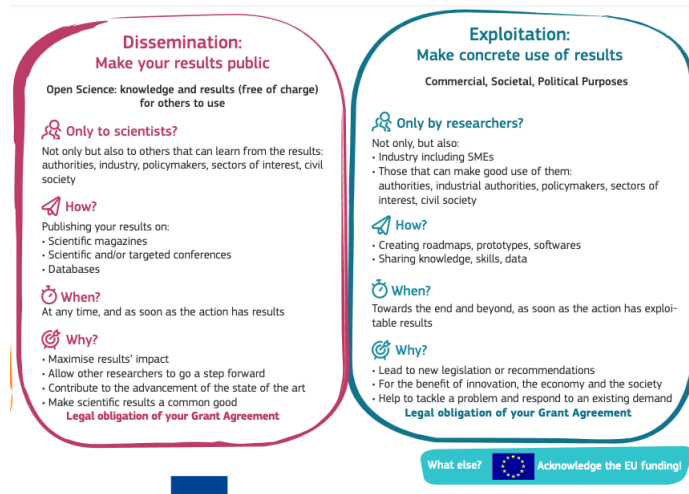 Dissemination:
Make your results public
Open Science: knowledge and results (free of charge)
for others to use
Only to scientists?
Not only but also to others that can learn from the results:
authorities, industry, policymakers, sectors of interest, civil
society
How?
Publishing your results on:
• Scientific magazines
• Scientific and/or targeted conferences
• Databases
When?
At any time, and as soon as the action has results
Why?
• Maximise results' impact
• Allow other researchers to go a step forward
• Contribute to the advancement of the state of the art
• Make scientific results a common good
Legal obligation of your Grant Agreement
Exploitation:
Make concrete use of results
Commercial, Societal, Political Purposes
Only by researchers?
Not only, but also:
• Industry including SMEs
• Those that can make good use of them:
authorities, industrial authorities, policymakers, sectors of
interest, civil society
How?
• Creating roadmaps, prototypes, softwares
• Sharing knowledge, skills, data
When?
Towards the end and beyond, as soon as the action has exploi-
table results
Why?
• Lead to new legislation or recommendations
• For the benefit of innovation, the economy and the society
• Help to tackle a problem and respond to an existing demand
Legal obligation of your Grant Agreement
What else? Acknowledge the EU funding!